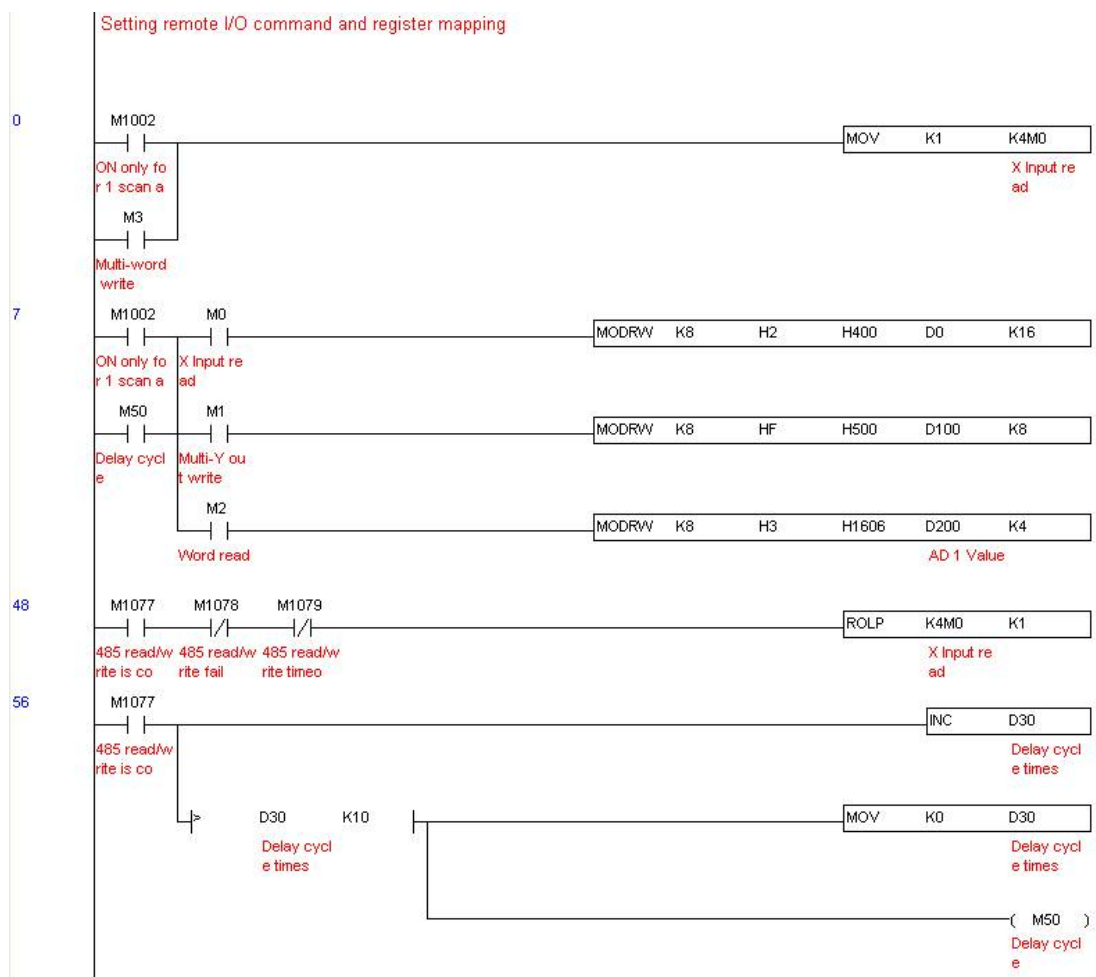 Setting remote I/O command and register mapping
0
M1002
MOV K1 K4M0
ON only fo
r 1 scan a
X Input re
ad
M3
Multi-word
write
7
M1002 M0
MODRW K8 H2 H400 D0 K16
ON only fo
r 1 scan a
X Input re
ad
M50 M1
MODRW K8 HF H500 D100 K8
Delay cycl
e
Multi-Y ou
t write
M2
MODRW K8 H3 H1606 D200 K4
Word read
AD 1 Value
48
M1077 M1078 M1079
ROLP K4M0 K1
485 read/w
rite is co
485 read/w
rite fail
485 read/w
rite timeo
X Input re
ad
56
M1077
INC D30
485 read/w
rite is co
Delay cycl
e times
> D30 K10
MOV K0 D30
Delay cycl
e times
Delay cycl
e times
( M50 )
Delay cycl
e